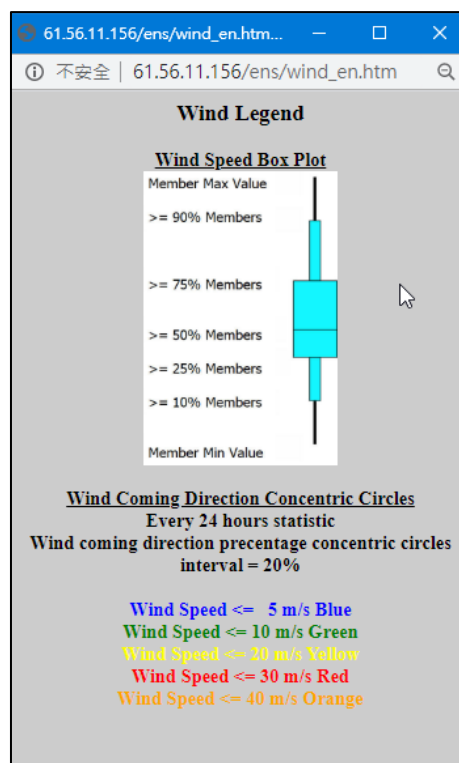 61.56.11.156/ens/wind_en.htm...
不安全 61.56.11.156/ens/wind_en.htm
Wind Legend
Wind Speed Box Plot
Member Max Value
>= 90% Members
>= 75% Members
>= 50% Members
>= 25% Members
>= 10% Members
Member Min Value
Wind Coming Direction Concentric Circles
Every 24 hours statistic
Wind coming direction precentage concentric circles
interval = 20%
Wind Speed <=   5 m/s Blue
Wind Speed <= 10 m/s Green
Wind Speed <= 20 m/s Yellow
Wind Speed <= 30 m/s Red
Wind Speed <= 40 m/s Orange